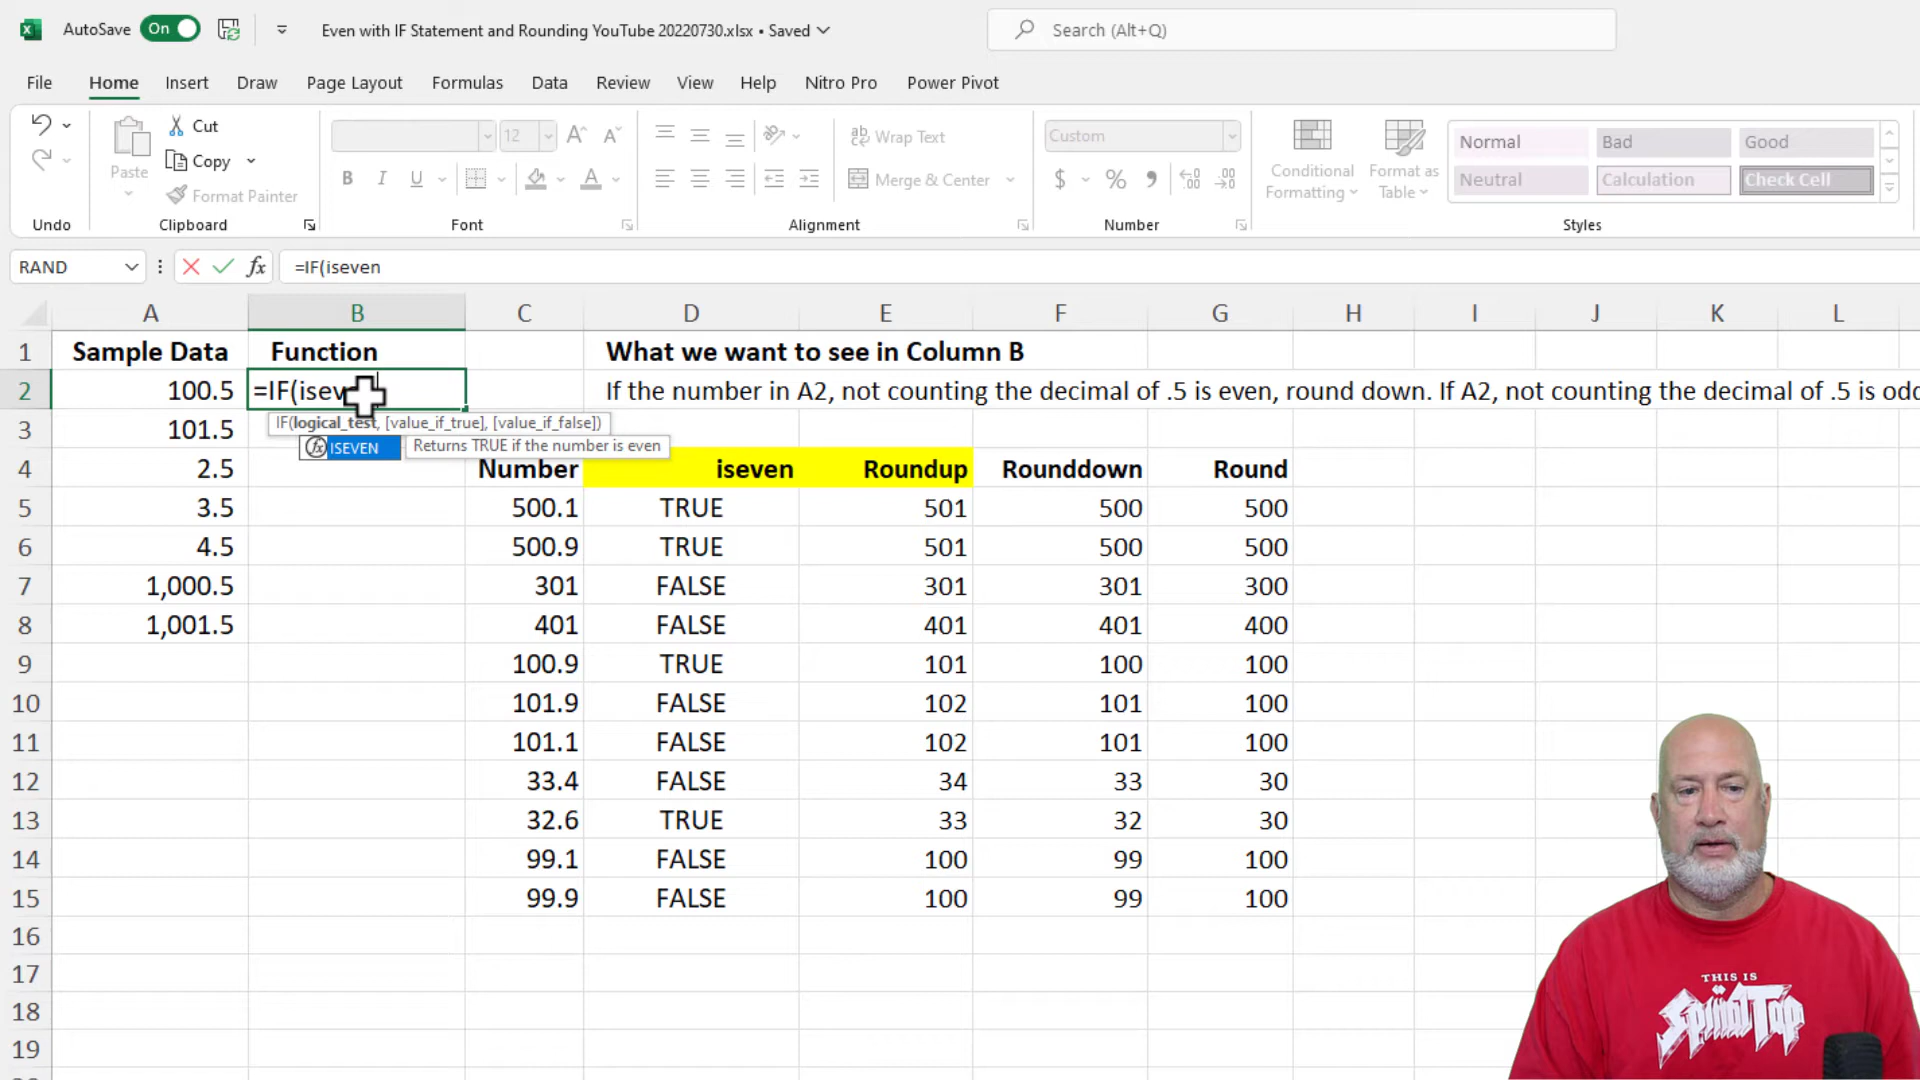 AutoSave On Even with IF Statement and Rounding YouTube 20220730.xlsx • Saved Search (Alt+Q)
File Home Insert Draw Page Layout Formulas Data Review View Help Nitro Pro Power Pivot
Cut 12 Wrap Text Custom Normal Bad Good
Paste Copy Conditional Formatting Format as Table Neutral Calculation Check Cell
Format Painter B I U Merge & Center $ %
Undo Clipboard Font Alignment Number Styles
RAND fx =IF(iseven
A B C D E F G H I J K L
1 Sample Data Function What we want to see in Column B
2 100.5 =IF(isev If the number in A2, not counting the decimal of .5 is even, round down. If A2, not counting the decimal of .5 is odd
IF(logical_test, [value_if_true], [value_if_false])
3 101.5
ISEVEN Returns TRUE if the number is even
4 2.5 Number iseven Roundup Rounddown Round
5 3.5 500.1 TRUE 501 500 500
6 4.5 500.9 TRUE 501 500 500
7 1,000.5 301 FALSE 301 301 300
8 1,001.5 401 FALSE 401 401 400
9 100.9 TRUE 101 100 100
10 101.9 FALSE 102 101 100
11 101.1 FALSE 102 101 100
12 33.4 FALSE 34 33 30
13 32.6 TRUE 33 32 30
14 99.1 FALSE 100 99 100
15 99.9 FALSE 100 99 100
16
17
18
19
THIS IS
Spın̈al Tap